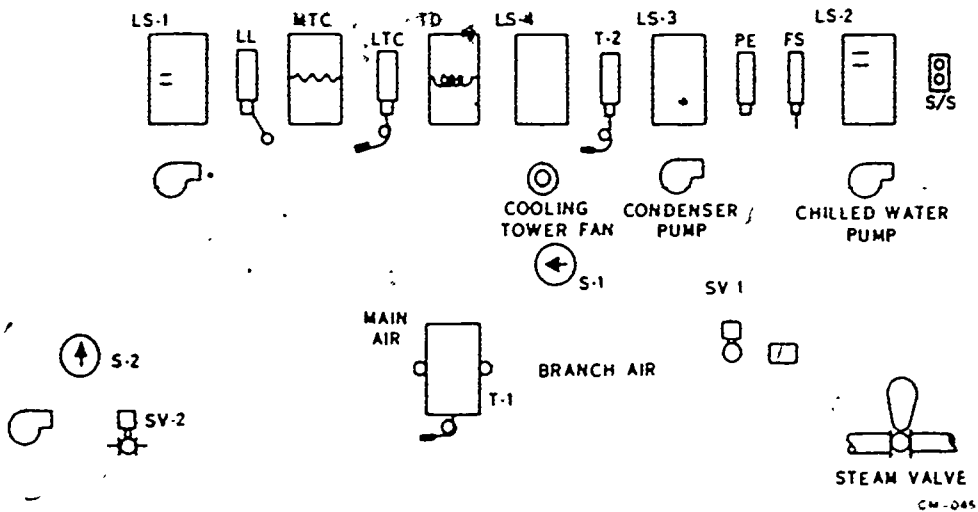 LS-1
LL
MTC
LTC
TD
LS-4
T-2
LS-3
PE
FS
LS-2
S/S
COOLING
TOWER FAN
CONDENSER
PUMP
CHILLED WATER
PUMP
S-1
SV 1
MAIN
AIR
S-2
BRANCH AIR
T-1
SV-2
STEAM VALVE
CM-045